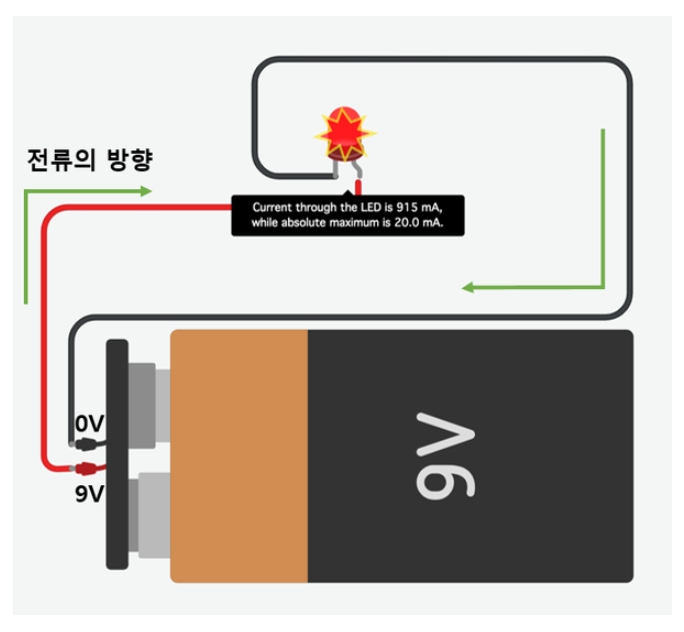 전류의 방향
Current through the LED is 915 mA,
while absolute maximum is 20.0 mA.
0V
9V
9V